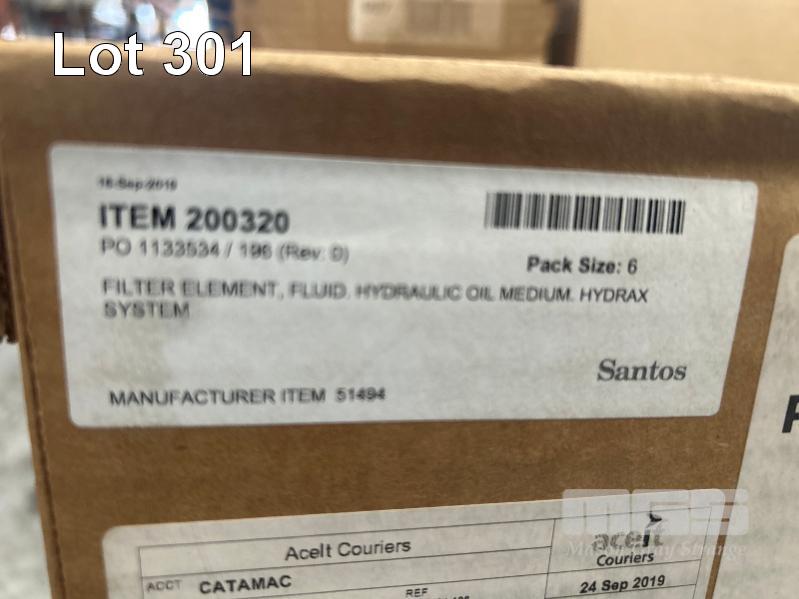 Lot 301
16-Sep-2019
ITEM 200320
PO 1133534 / 196 (Rev: 0)
Pack Size: 6
FILTER ELEMENT, FLUID, HYDRAULIC OIL MEDIUM, HYDRAX
SYSTEM
Santos
MANUFACTURER ITEM 51494
MGS
AceIt Couriers
aceit
Couriers
ACCT CATAMAC
REF
24 Sep 2019